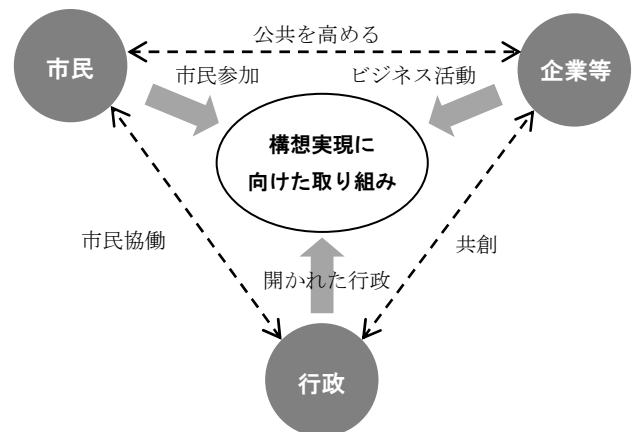 公共を高める
市民
市民参加
ビジネス活動
企業等
構想実現に
向けた取り組み
市民協働
共創
開かれた行政
行政